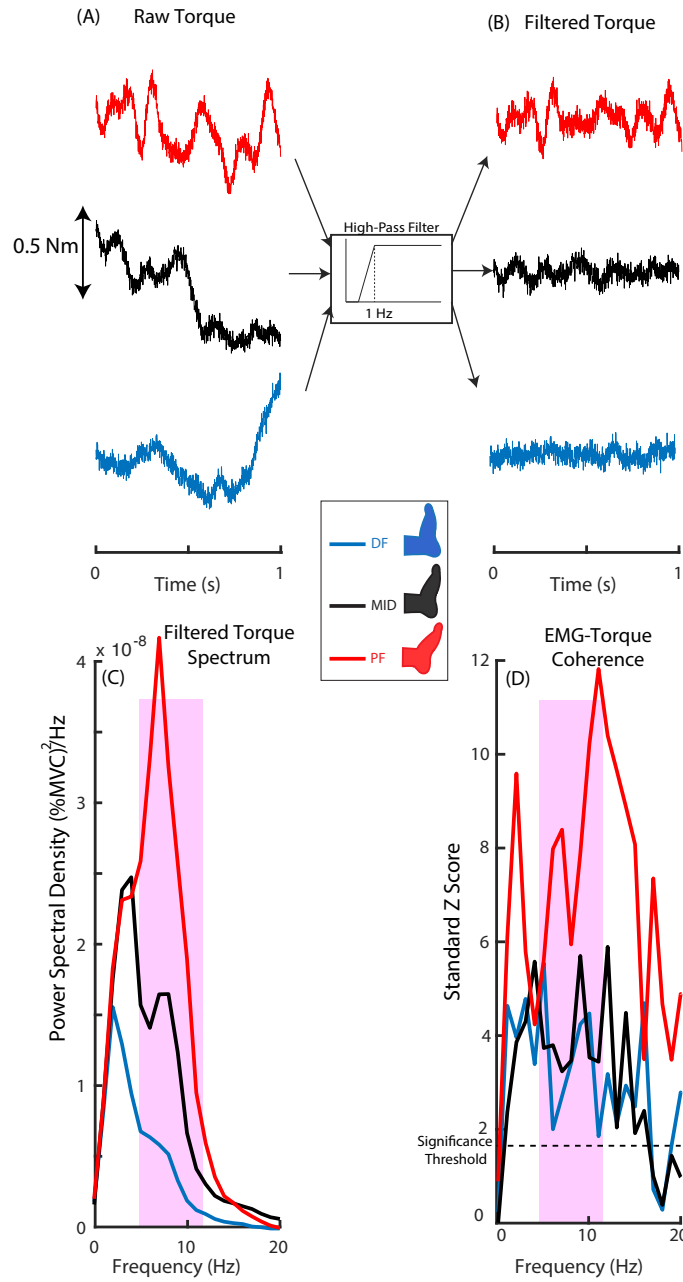 (A)
Raw Torque
(B)
Filtered Torque
0.5 Nm
High-Pass Filter
1 Hz
0
1
Time (s)
0
1
Time (s)
DF
MID
PF
x 10-8
Filtered Torque
Spectrum
(C)
4
3
2
1
0
Power Spectral Density (%MVC)2/Hz
0
10
20
Frequency (Hz)
EMG-Torque
Coherence
(D)
12
10
8
6
4
2
0
Standard Z Score
Significance
Threshold
0
10
20
Frequency (Hz)